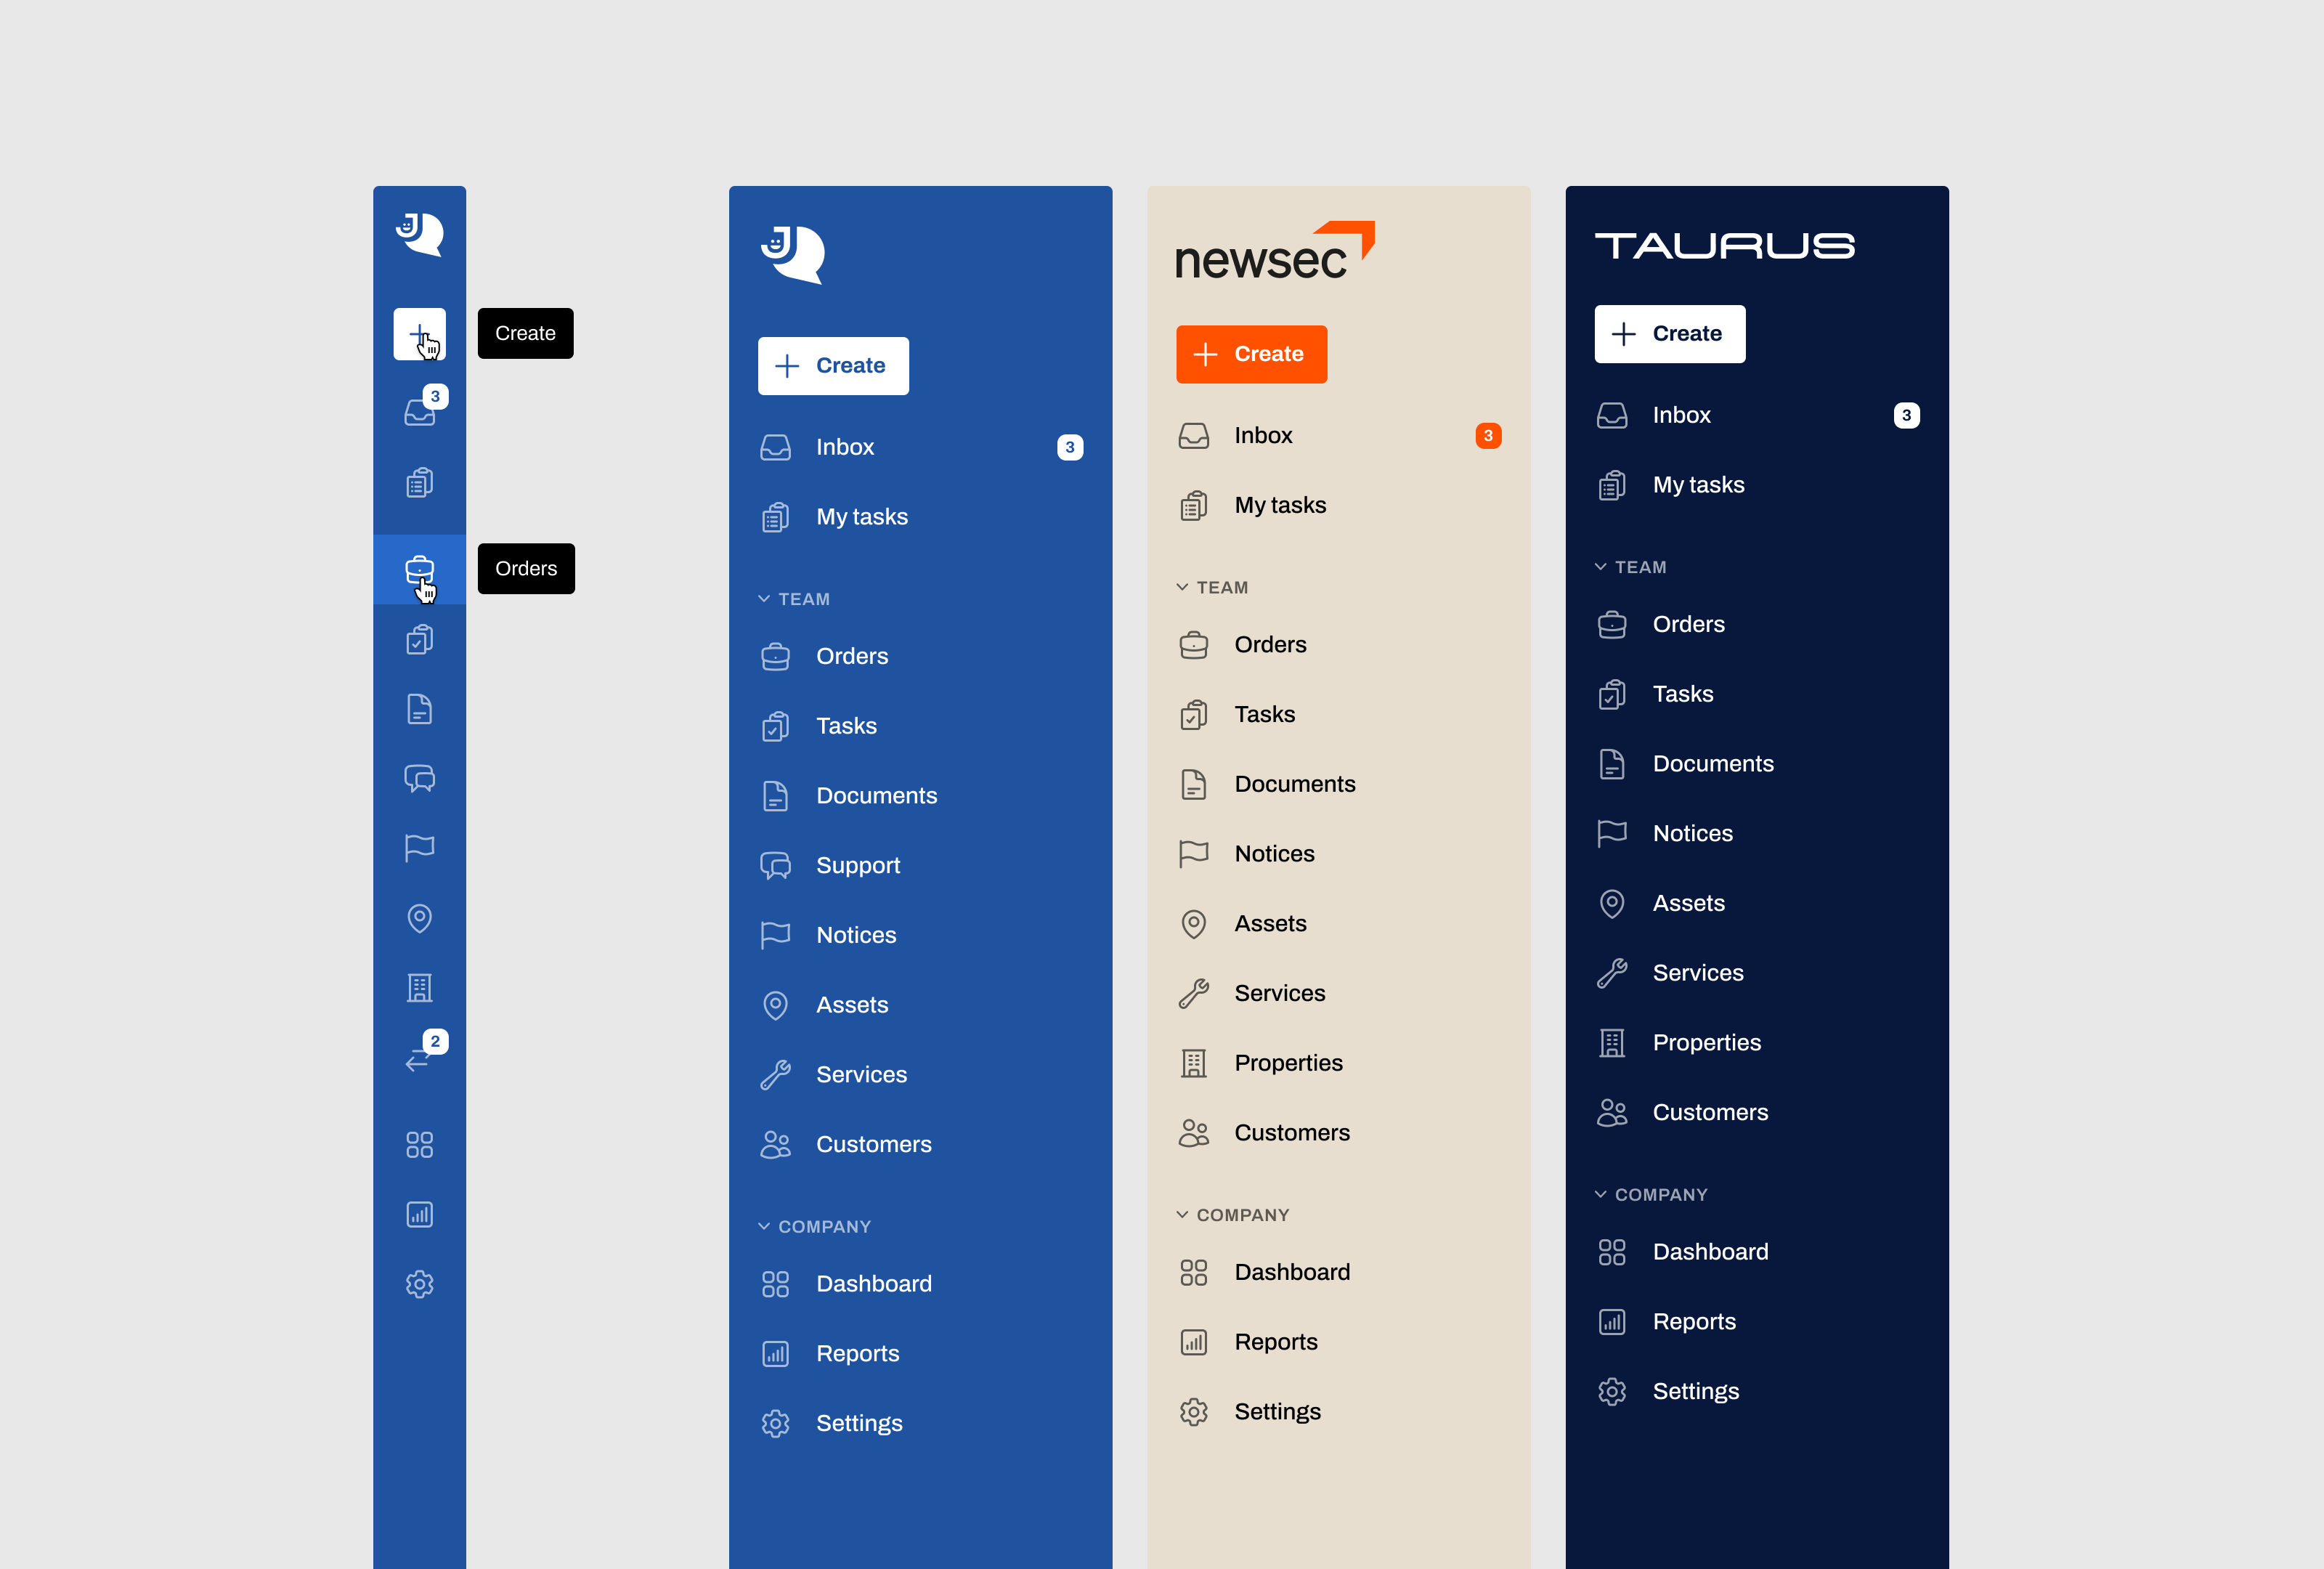 Create
3
Orders
2
Create
Inbox
3
My tasks
TEAM
Orders
Tasks
Documents
Support
Notices
Assets
Services
Customers
COMPANY
Dashboard
Reports
Settings
newsec
Create
Inbox
3
My tasks
TEAM
Orders
Tasks
Documents
Notices
Assets
Services
Properties
Customers
COMPANY
Dashboard
Reports
Settings
TAURUS
Create
Inbox
3
My tasks
TEAM
Orders
Tasks
Documents
Notices
Assets
Services
Properties
Customers
COMPANY
Dashboard
Reports
Settings